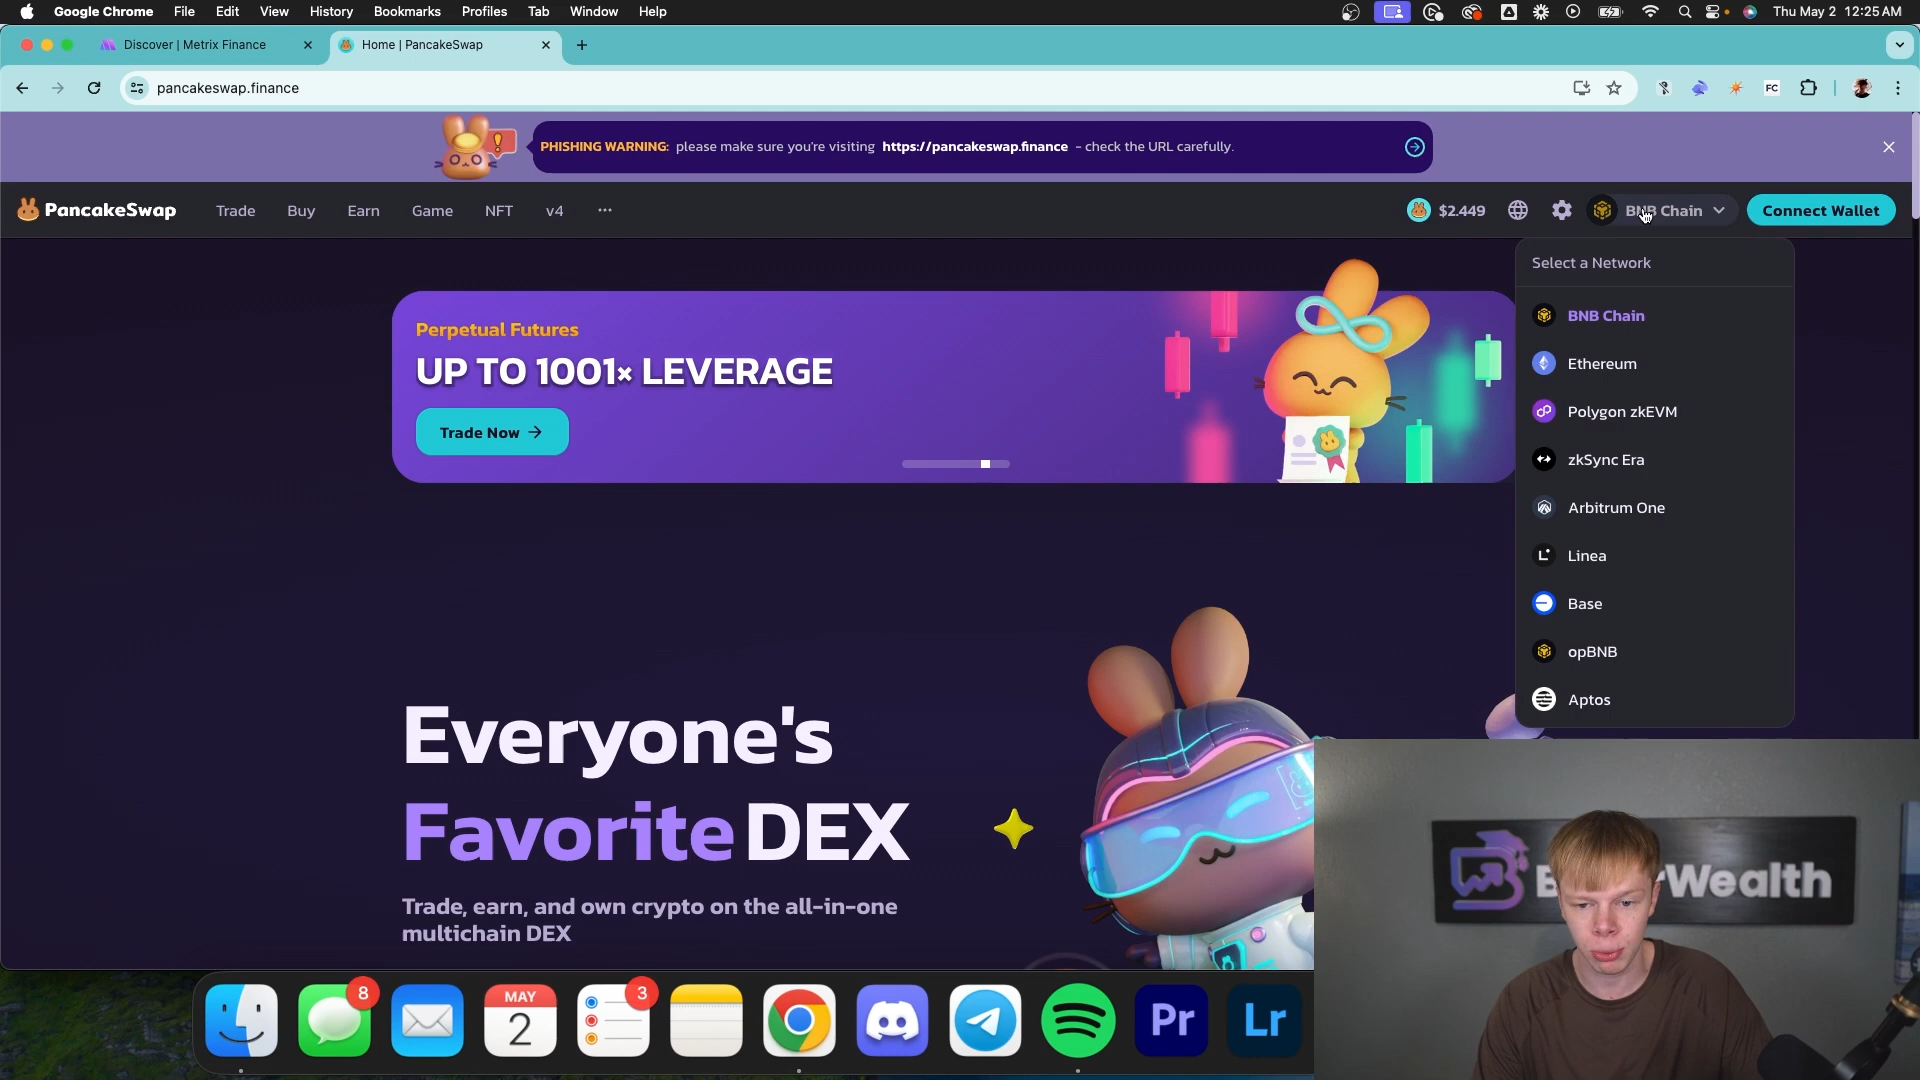 Google Chrome File Edit View History Bookmarks Profiles Tab Window Help
Thu May 2 12:25 AM
Discover | Metrix Finance
Home | PancakeSwap
pancakeswap.finance
FC
PHISHING WARNING: please make sure you're visiting https://pancakeswap.finance - check the URL carefully.
PancakeSwap
Trade Buy Earn Game NFT v4 ...
$2.449
BNB Chain
Connect Wallet
Select a Network
BNB Chain
Ethereum
Polygon zkEVM
zkSync Era
Arbitrum One
Linea
Base
opBNB
Aptos
Perpetual Futures
UP TO 1001× LEVERAGE
Trade Now →
Everyone's
Favorite DEX
Trade, earn, and own crypto on the all-in-one
multichain DEX
8
MAY
2
3
Pr
Lr
Wealth